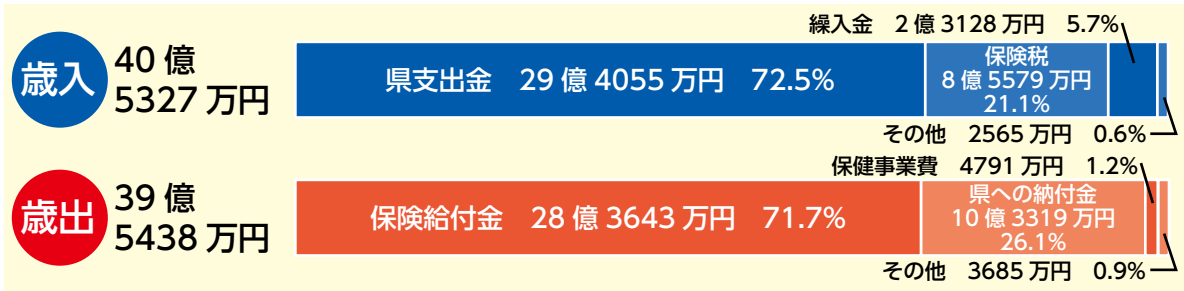 歳入
40億
5327万円
繰入金 2億3128万円 5.7%
県支出金 29億4055万円 72.5%
保険税
8億5579万円
21.1%
その他 2565万円 0.6%
歳出
39億
5438万円
保健事業費 4791万円 1.2%
保険給付金 28億3643万円 71.7%
県への納付金
10億3319万円
26.1%
その他 3685万円 0.9%